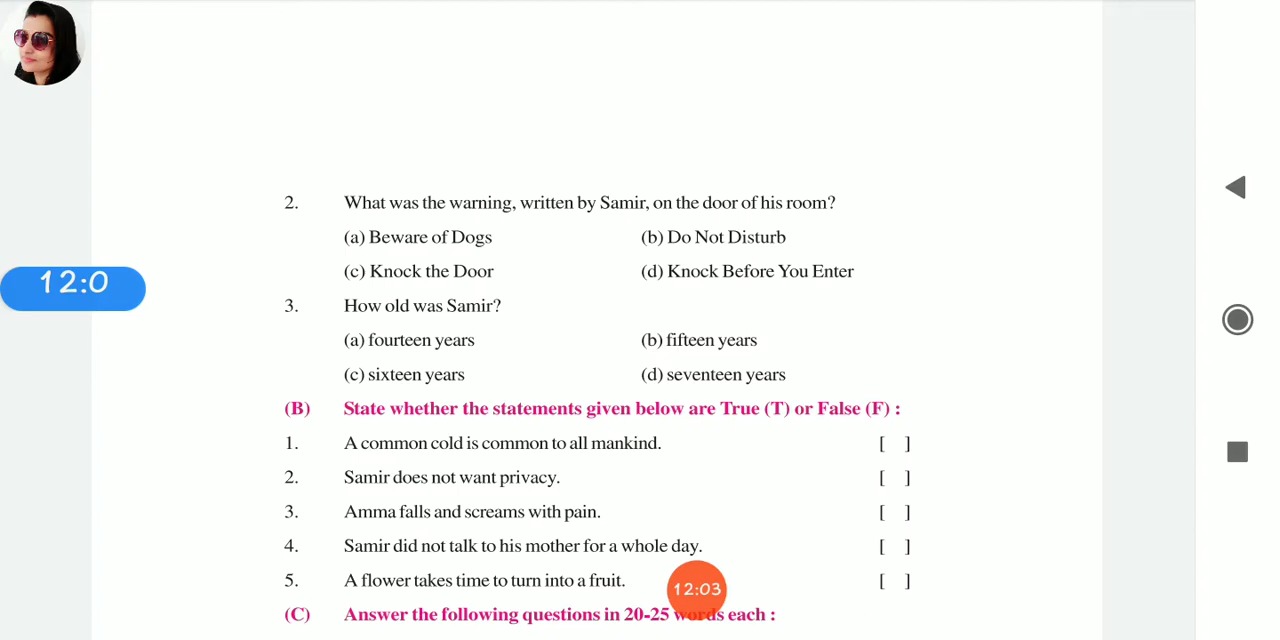 2. What was the warning, written by Samir, on the door of his room?
(a) Beware of Dogs (b) Do Not Disturb
(c) Knock the Door (d) Knock Before You Enter
12:0
3. How old was Samir?
(a) fourteen years (b) fifteen years
(c) sixteen years (d) seventeen years
(B) State whether the statements given below are True (T) or False (F) :
1. A common cold is common to all mankind. [ ]
2. Samir does not want privacy. [ ]
3. Amma falls and screams with pain. [ ]
4. Samir did not talk to his mother for a whole day. [ ]
5. A flower takes time to turn into a fruit. [ ]
12:03
(C) Answer the following questions in 20-25 words each :